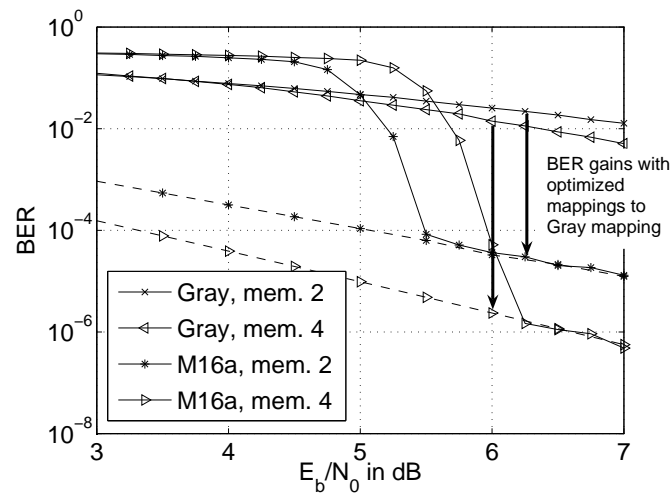 10^0
10^-2
10^-4
10^-6
10^-8
BER
BER gains with
optimized
mappings to
Gray mapping
Gray, mem. 2
Gray, mem. 4
M16a, mem. 2
M16a, mem. 4
3 4 5 6 7
E_b/N_0 in dB